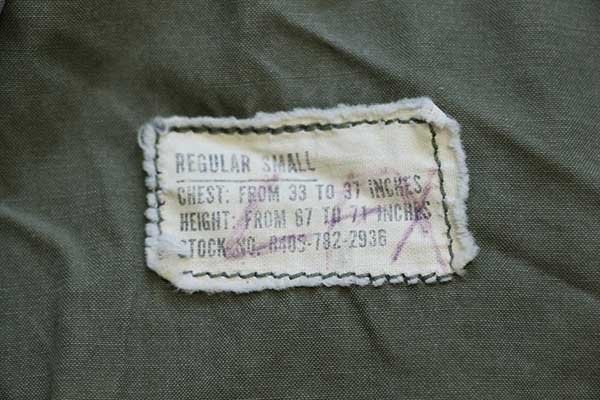 REGULAR SMALL
CHEST: FROM 33 TO 37 INCHES
HEIGHT: FROM 67 TO 71 INCHES
STOCK NO. 8405-782-2936